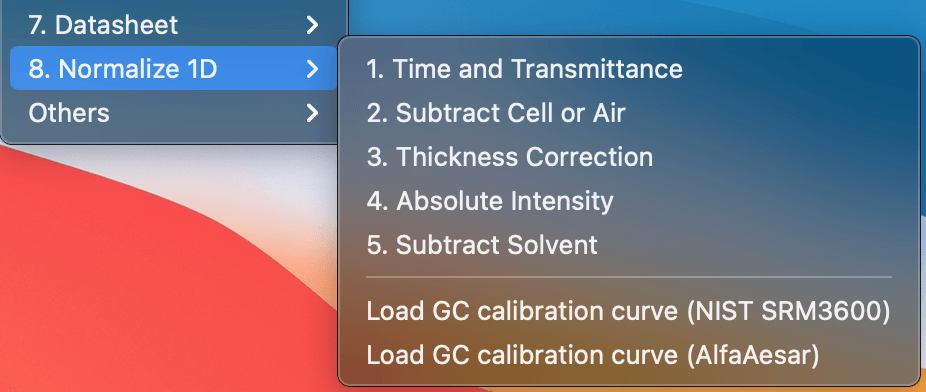 7. Datasheet
8. Normalize 1D
Others
1. Time and Transmittance
2. Subtract Cell or Air
3. Thickness Correction
4. Absolute Intensity
5. Subtract Solvent
Load GC calibration curve (NIST SRM3600)
Load GC calibration curve (AlfaAesar)